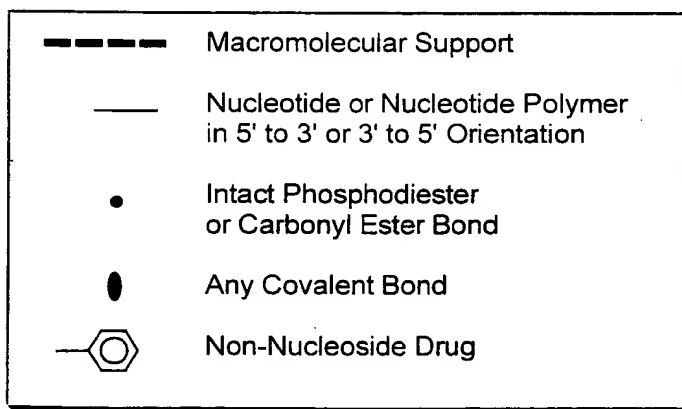 Macromolecular Support
Nucleotide or Nucleotide Polymer
in 5' to 3' or 3' to 5' Orientation
Intact Phosphodiester
or Carbonyl Ester Bond
Any Covalent Bond
Non-Nucleoside Drug